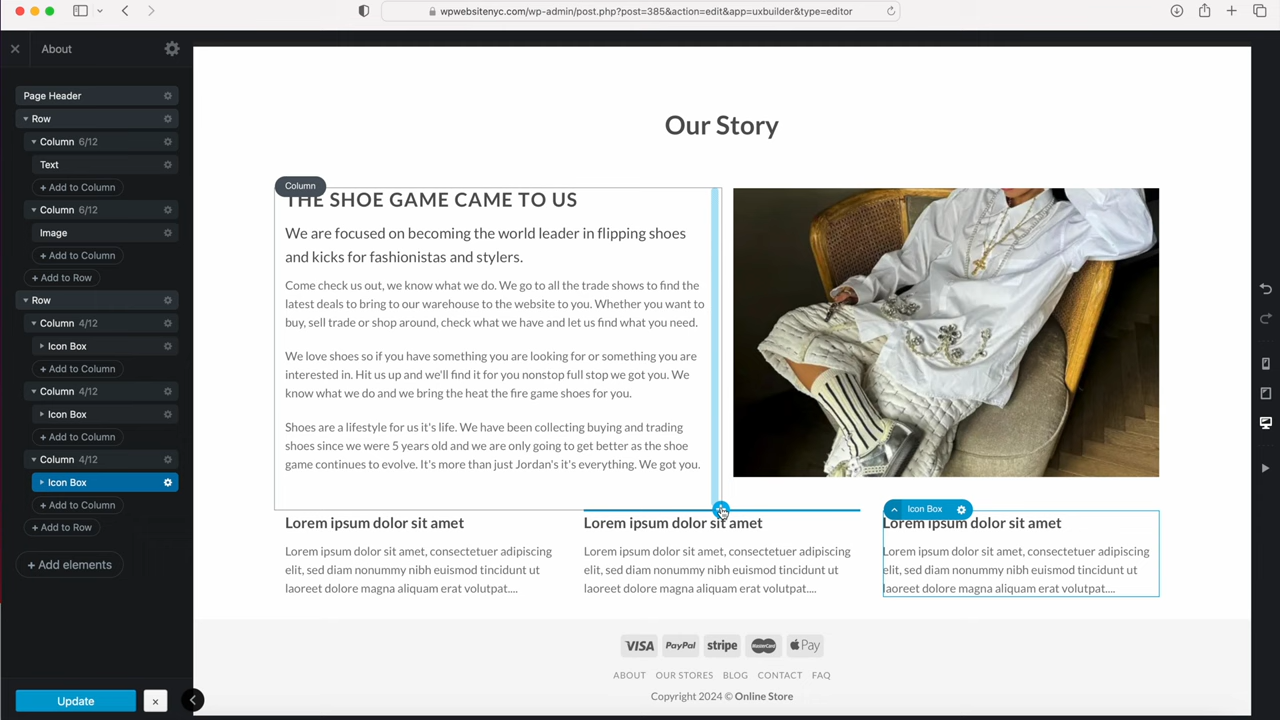 wpwebsitenyc.com/wp-admin/post.php?post=385&action=edit&app=uxbuilder&type=editor
About
Page Header
Row
Column 6/12
Text
+ Add to Column
Column 6/12
Image
+ Add to Column
+ Add to Row
Row
Column 4/12
Icon Box
+ Add to Column
Column 4/12
Icon Box
+ Add to Column
Column 4/12
Icon Box
+ Add to Column
+ Add to Row
+ Add elements
Update
Our Story
Column
THE SHOE GAME CAME TO US
We are focused on becoming the world leader in flipping shoes
and kicks for fashionistas and stylers.
Come check us out, we know what we do. We go to all the trade shows to find the
latest deals to bring to our warehouse to the website to you. Whether you want to
buy, sell trade or shop around, check what we have and let us find what you need.
We love shoes so if you have something you are looking for or something you are
interested in. Hit us up and we'll find it for you nonstop full stop we got you. We
know what we do and we bring the heat the fire game shoes for you.
Shoes are a lifestyle for us it's life. We have been collecting buying and trading
shoes since we were 5 years old and we are only going to get better as the shoe
game continues to evolve. It's more than just Jordan's it's everything. We got you.
Lorem ipsum dolor sit amet
Lorem ipsum dolor sit amet, consectetuer adipiscing
elit, sed diam nonummy nibh euismod tincidunt ut
laoreet dolore magna aliquam erat volutpat....
Lorem ipsum dolor sit amet
Lorem ipsum dolor sit amet, consectetuer adipiscing
elit, sed diam nonummy nibh euismod tincidunt ut
laoreet dolore magna aliquam erat volutpat....
Icon Box
Lorem ipsum dolor sit amet
Lorem ipsum dolor sit amet, consectetuer adipiscing
elit, sed diam nonummy nibh euismod tincidunt ut
laoreet dolore magna aliquam erat volutpat....
VISA PayPal stripe MasterCard Pay
ABOUT OUR STORES BLOG CONTACT FAQ
Copyright 2024 © Online Store